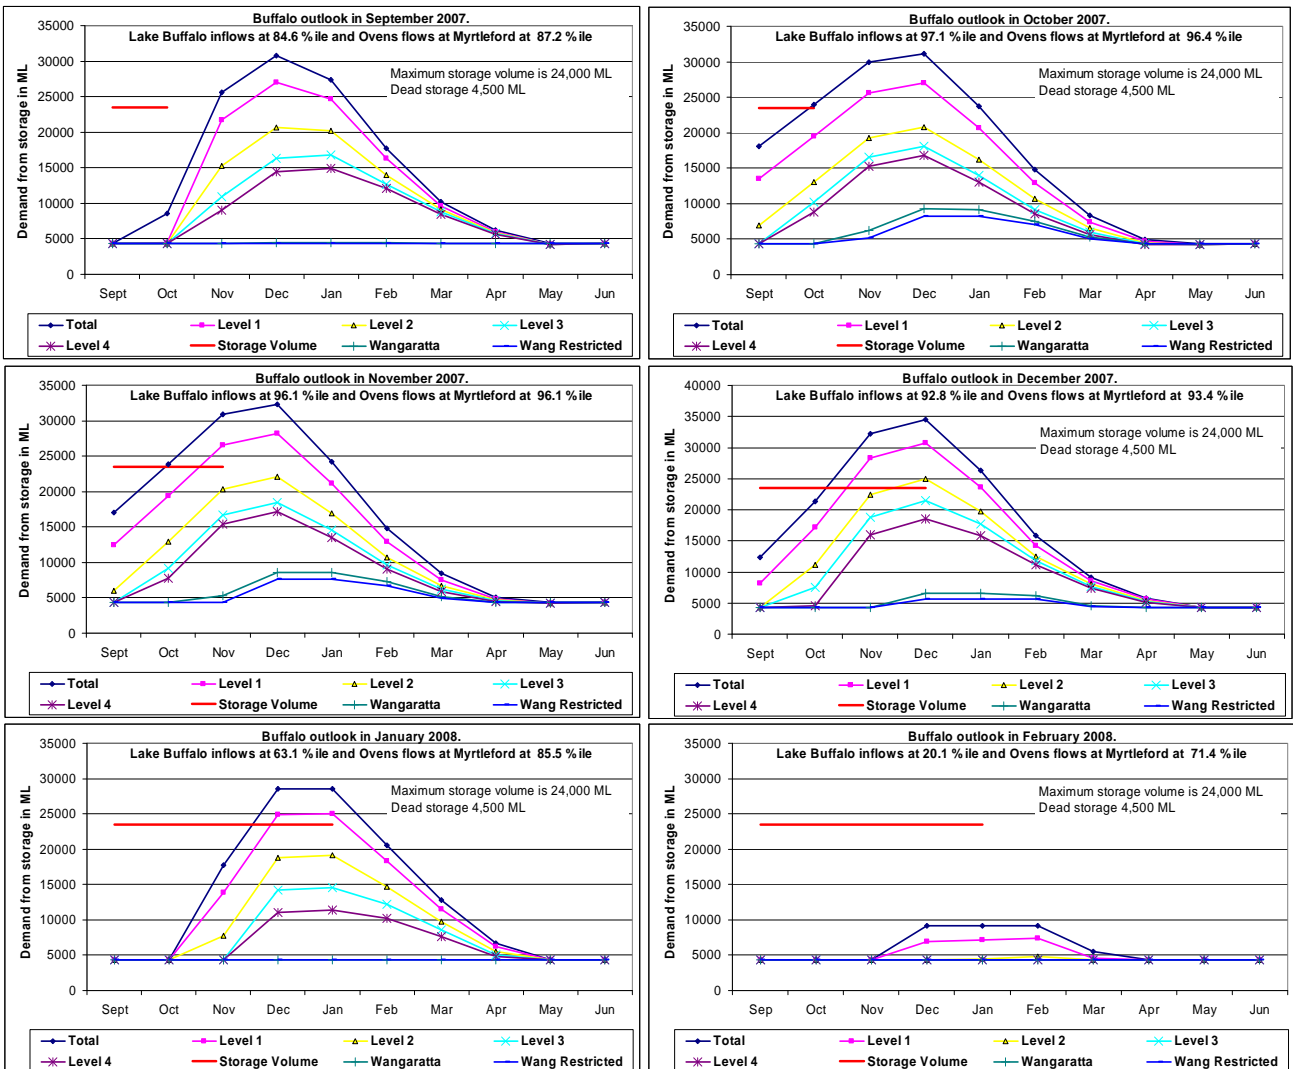 Buffalo outlook in September 2007.
Lake Buffalo inflows at 84.6 %ile and Ovens flows at Myrtleford at 87.2 %ile
Maximum storage volume is 24,000 ML
Dead storage 4,500 ML
Demand from storage in ML
35000
30000
25000
20000
15000
10000
5000
0
Sept Oct Nov Dec Jan Feb Mar Apr May Jun
Total Level 1 Level 2 Level 3
Level 4 Storage Volume Wangaratta Wang Restricted
Buffalo outlook in October 2007.
Lake Buffalo inflows at 97.1 %ile and Ovens flows at Myrtleford at 96.4 %ile
Maximum storage volume is 24,000 ML
Dead storage 4,500 ML
Demand from storage in ML
35000
30000
25000
20000
15000
10000
5000
0
Sept Oct Nov Dec Jan Feb Mar Apr May Jun
Total Level 1 Level 2 Level 3
Level 4 Storage Volume Wangaratta Wang Restricted
Buffalo outlook in November 2007.
Lake Buffalo inflows at 96.1 %ile and Ovens flows at Myrtleford at 96.1 %ile
Demand from storage in ML
35000
30000
25000
20000
15000
10000
5000
0
Sept Oct Nov Dec Jan Feb Mar Apr May Jun
Total Level 1 Level 2 Level 3
Level 4 Storage Volume Wangaratta Wang Restricted
Buffalo outlook in December 2007.
Lake Buffalo inflows at 92.8 %ile and Ovens flows at Myrtleford at 93.4 %ile
Maximum storage volume is 24,000 ML
Dead storage 4,500 ML
Demand from storage in ML
40000
35000
30000
25000
20000
15000
10000
5000
0
Sept Oct Nov Dec Jan Feb Mar Apr May Jun
Total Level 1 Level 2 Level 3
Level 4 Storage Volume Wangaratta Wang Restricted
Buffalo outlook in January 2008.
Lake Buffalo inflows at 63.1 %ile and Ovens flows at Myrtleford at 85.5 %ile
Maximum storage volume is 24,000 ML
Dead storage 4,500 ML
Demand from storage in ML
35000
30000
25000
20000
15000
10000
5000
0
Sept Oct Nov Dec Jan Feb Mar Apr May Jun
Total Level 1 Level 2 Level 3
Level 4 Storage Volume Wangaratta Wang Restricted
Buffalo outlook in February 2008.
Lake Buffalo inflows at 20.1 %ile and Ovens flows at Myrtleford at 71.4 %ile
Maximum storage volume is 24,000 ML
Dead storage 4,500 ML
Demand from storage in ML
35000
30000
25000
20000
15000
10000
5000
0
Sept Oct Nov Dec Jan Feb Mar Apr May Jun
Total Level 1 Level 2 Level 3
Level 4 Storage Volume Wangaratta Wang Restricted